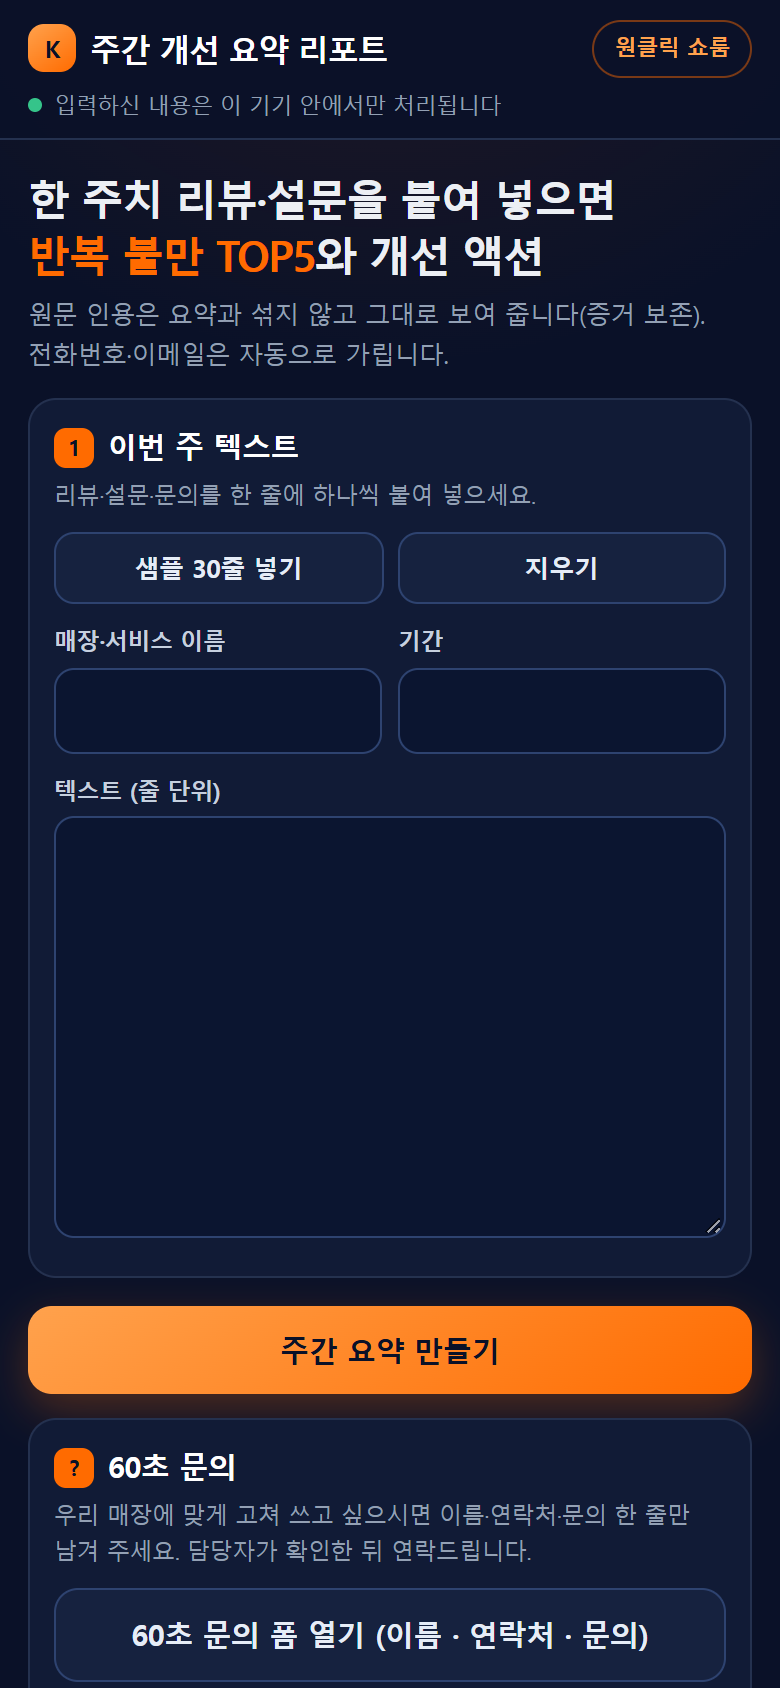 K 주간 개선 요약 리포트 원클릭 쇼룸
입력하신 내용은 이 기기 안에서만 처리됩니다
한 주치 리뷰·설문을 붙여 넣으면
반복 불만 TOP5와 개선 액션
원문 인용은 요약과 섞지 않고 그대로 보여 줍니다(증거 보존).
전화번호·이메일은 자동으로 가립니다.
1 이번 주 텍스트
리뷰·설문·문의를 한 줄에 하나씩 붙여 넣으세요.
샘플 30줄 넣기 지우기
매장·서비스 이름 기간
텍스트 (줄 단위)
주간 요약 만들기
? 60초 문의
우리 매장에 맞게 고쳐 쓰고 싶으시면 이름·연락처·문의 한 줄만
남겨 주세요. 담당자가 확인한 뒤 연락드립니다.
60초 문의 폼 열기 (이름 · 연락처 · 문의)